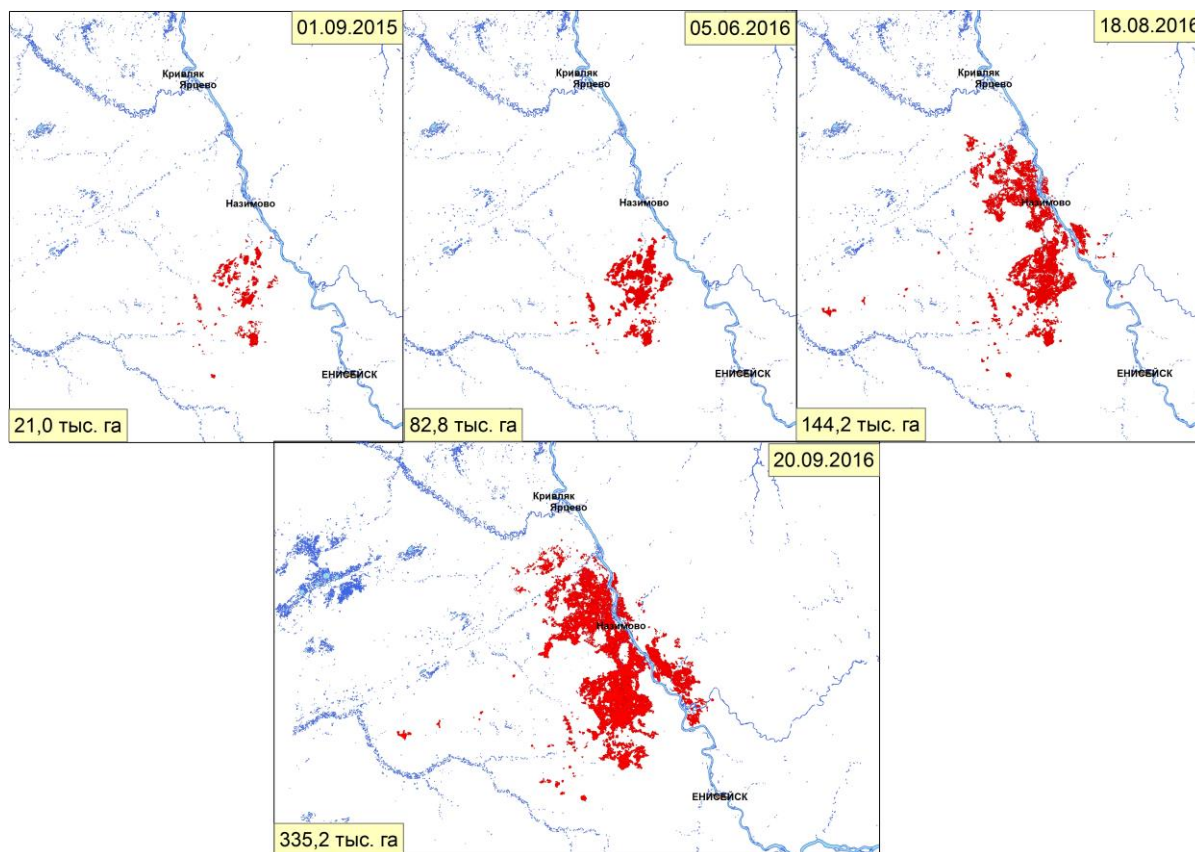 01.09.2015
Кривляк
Ярцево
Назимово
ЕНИСЕЙСК
21,0 тыс. га
05.06.2016
Кривляк
Ярцево
Назимово
ЕНИСЕЙСК
82,8 тыс. га
18.08.2016
Кривляк
Ярцево
Назимово
ЕНИСЕЙСК
144,2 тыс. га
20.09.2016
Кривляк
Ярцево
Назимово
ЕНИСЕЙСК
335,2 тыс. га